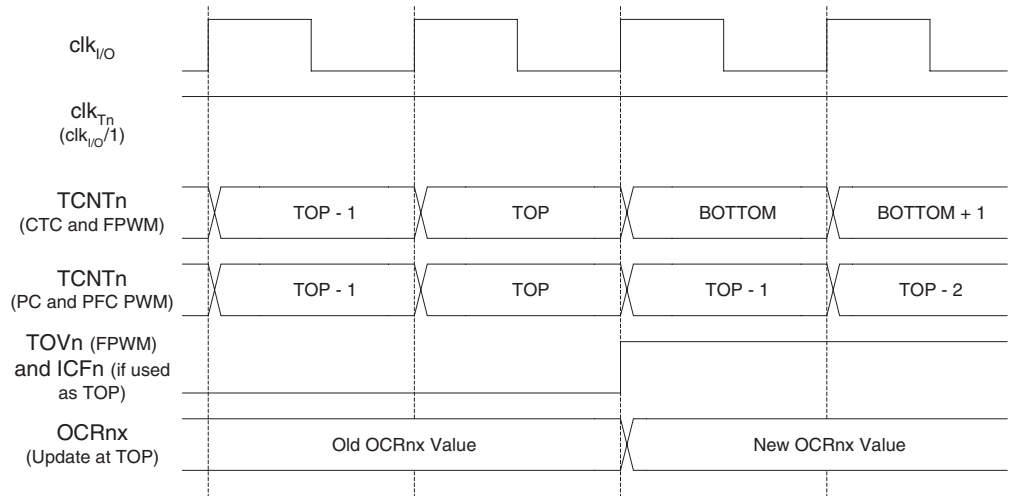 clkI/O
clkTn
(clkI/O/1)
TCNTn
(CTC and FPWM)
TOP - 1
TOP
BOTTOM
BOTTOM + 1
TCNTn
(PC and PFC PWM)
TOP - 1
TOP
TOP - 1
TOP - 2
TOVn (FPWM)
and ICFn (if used
as TOP)
OCRnx
(Update at TOP)
Old OCRnx Value
New OCRnx Value